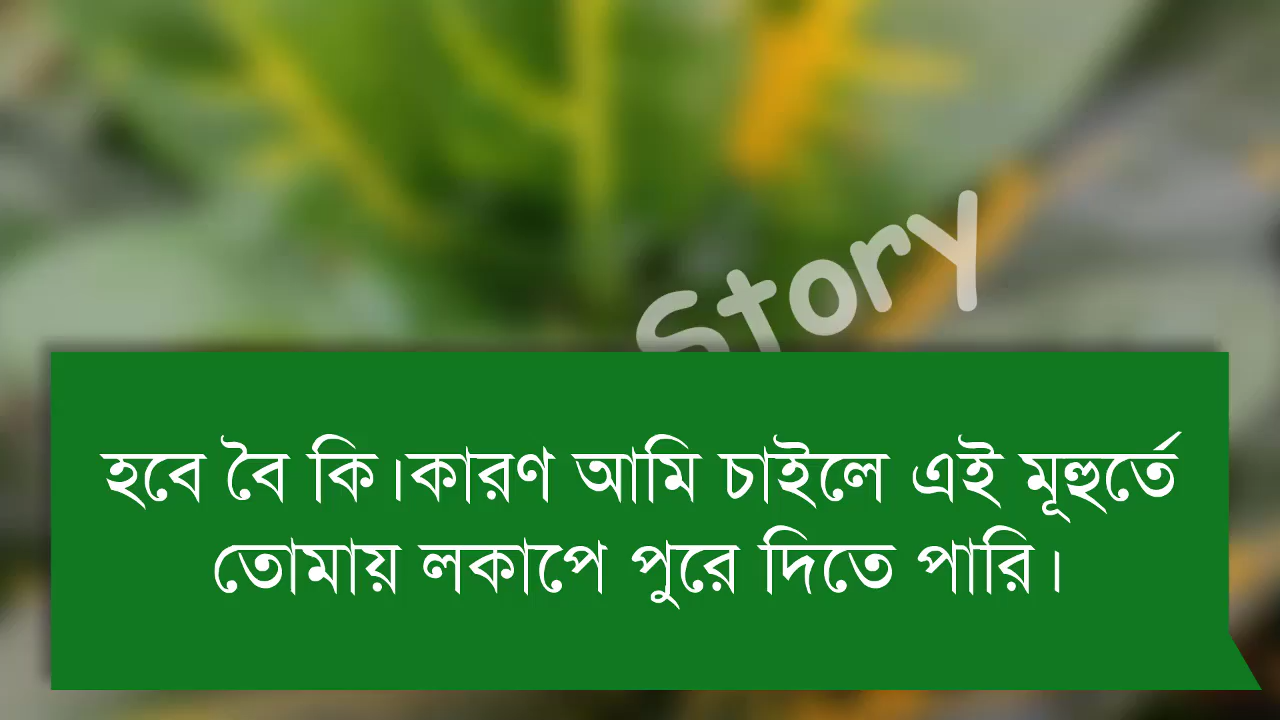 Story
হবে বৈ কি।কারণ আমি চাইলে এই মূহুর্তে
তোমায় লকাপে পুরে দিতে পারি।